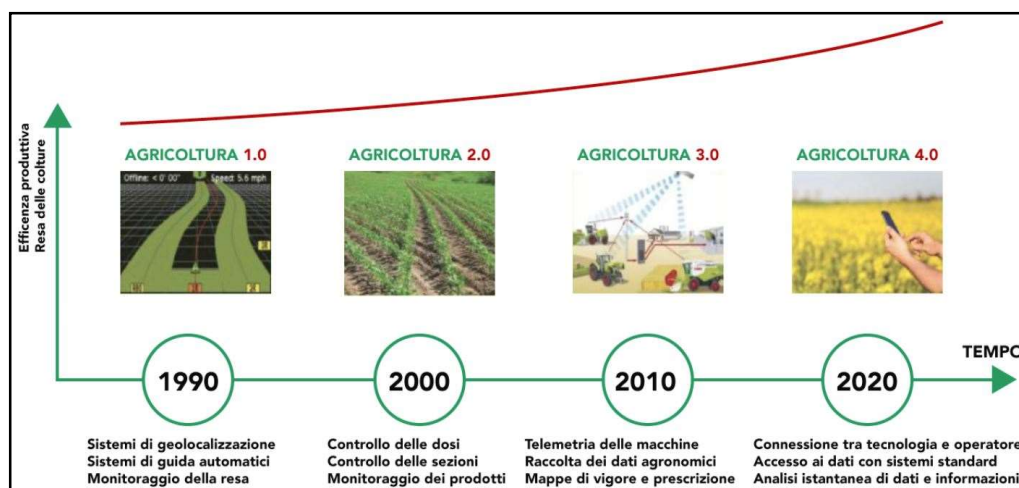 Efficenza produttiva
Resa delle colture
AGRICOLTURA 1.0
AGRICOLTURA 2.0
AGRICOLTURA 3.0
AGRICOLTURA 4.0
Offline: < 0' 00" Speed: 5.6 mph
TEMPO
1990
2000
2010
2020
Sistemi di geolocalizzazione
Sistemi di guida automatici
Monitoraggio della resa
Controllo delle dosi
Controllo delle sezioni
Monitoraggio dei prodotti
Telemetria delle macchine
Raccolta dei dati agronomici
Mappe di vigore e prescrizione
Connessione tra tecnologia e operatore
Accesso ai dati con sistemi standard
Analisi istantanea di dati e informazioni